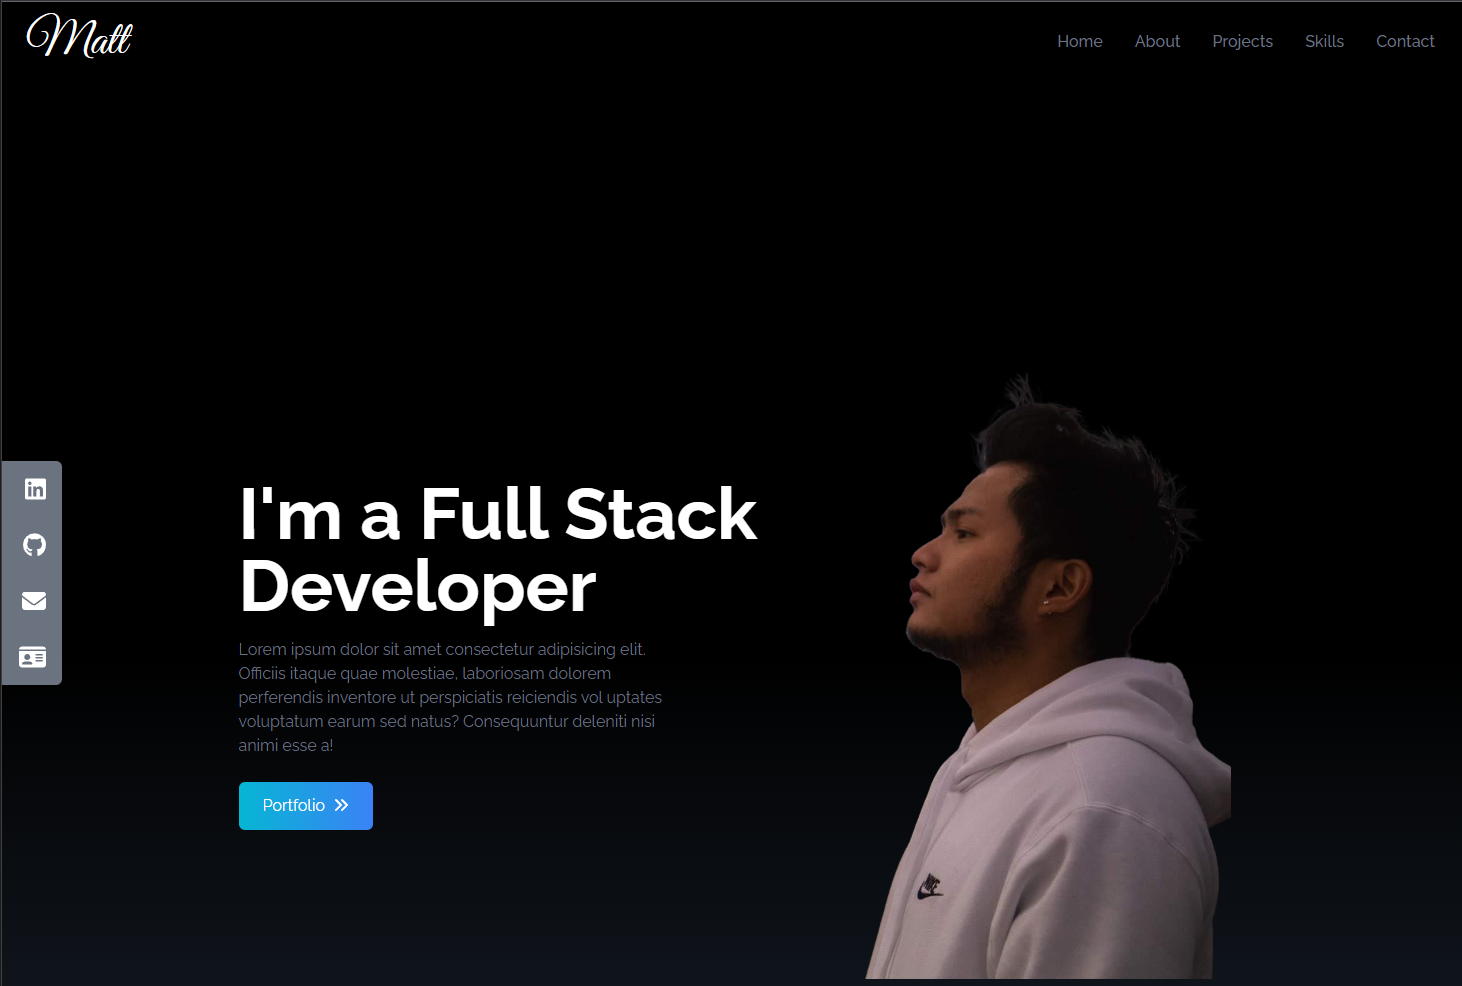 Matt
Home About Projects Skills Contact
in
I'm a Full Stack
Developer
Lorem ipsum dolor sit amet consectetur adipisicing elit.
Officiis itaque quae molestiae, laboriosam dolorem
perferendis inventore ut perspiciatis reiciendis vol uptates
voluptatum earum sed natus? Consequuntur deleniti nisi
animi esse a!
Portfolio
NIKE